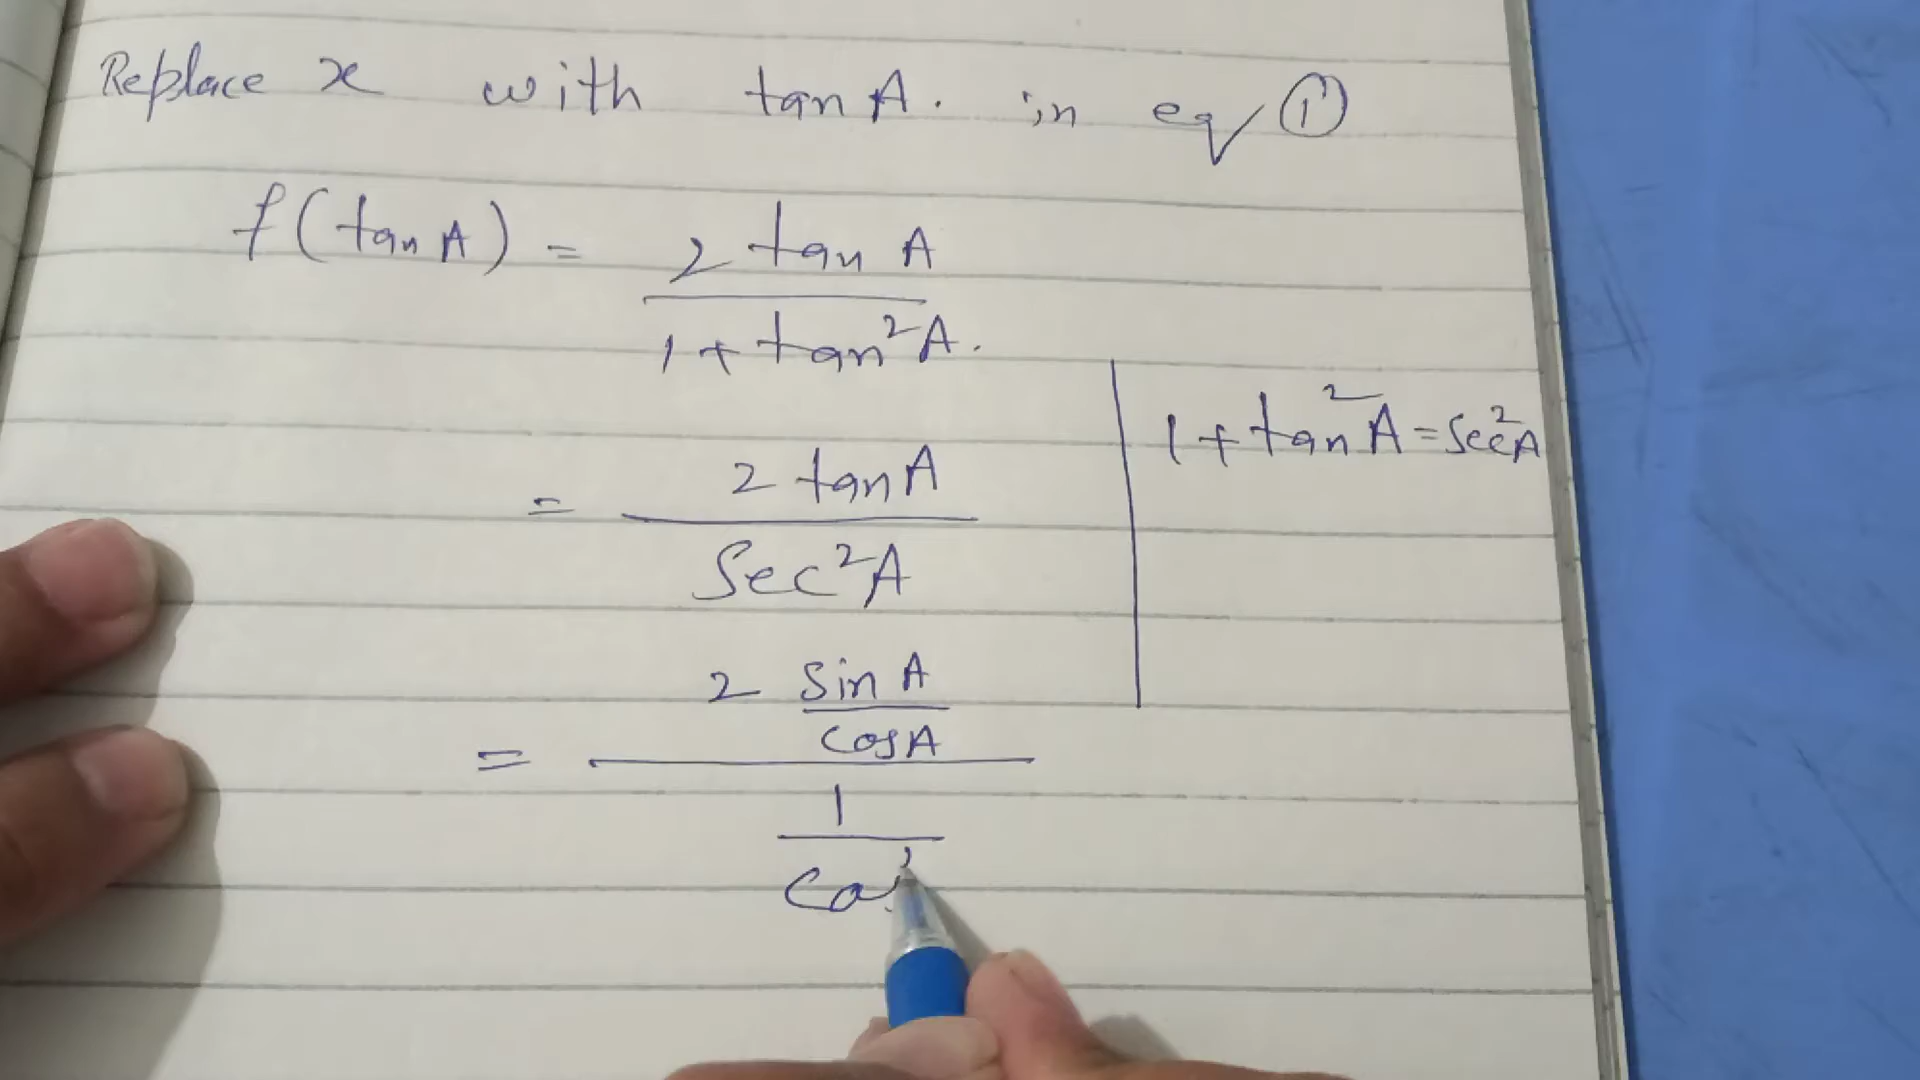 Replace x with tan A. in eq ①
f(tan A) = 2 tan A / 1 + tan²A.
1 + tan²A = Sec²A
= 2 tan A / Sec²A
= 2 Sin A / Cos A / 1 / Cos²